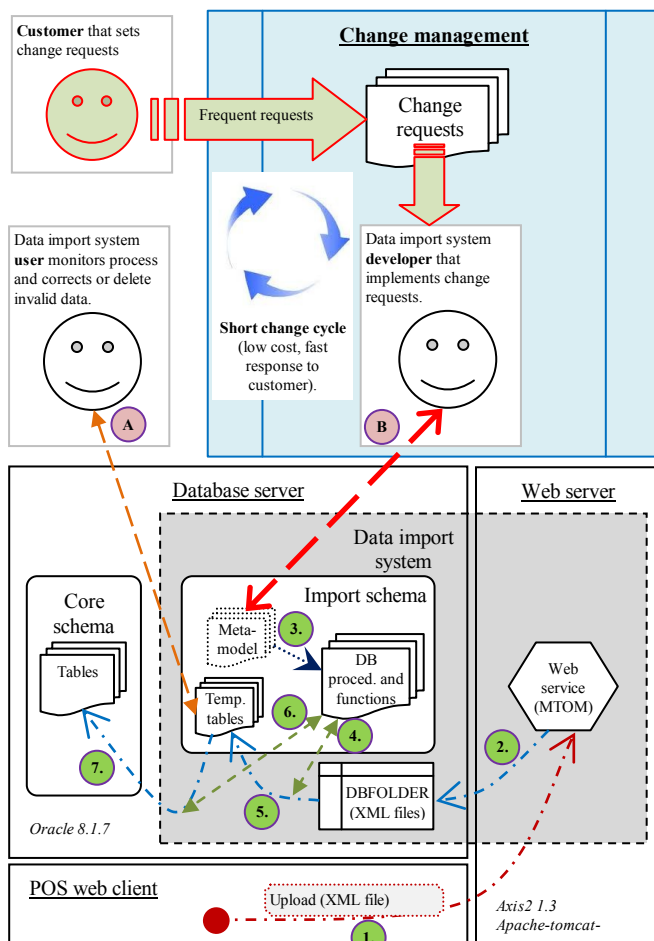 Customer that sets
change requests
Change management
Frequent requests
Change
requests
Data import system
user monitors process
and corrects or delete
invalid data.
Short change cycle
(low cost, fast
response to
customer).
Data import system
developer that
implements change
requests.
A
B
Database server
Web server
Data import
system
Core
schema
Tables
Import schema
Meta-
model
3.
DB
proced. and
functions
Temp.
tables
6.
4.
Web
service
(MTOM)
2.
7.
5.
DBFOLDER
(XML files)
Oracle 8.1.7
POS web client
Upload (XML file)
1
Axis2 1.3
Apache-tomcat-